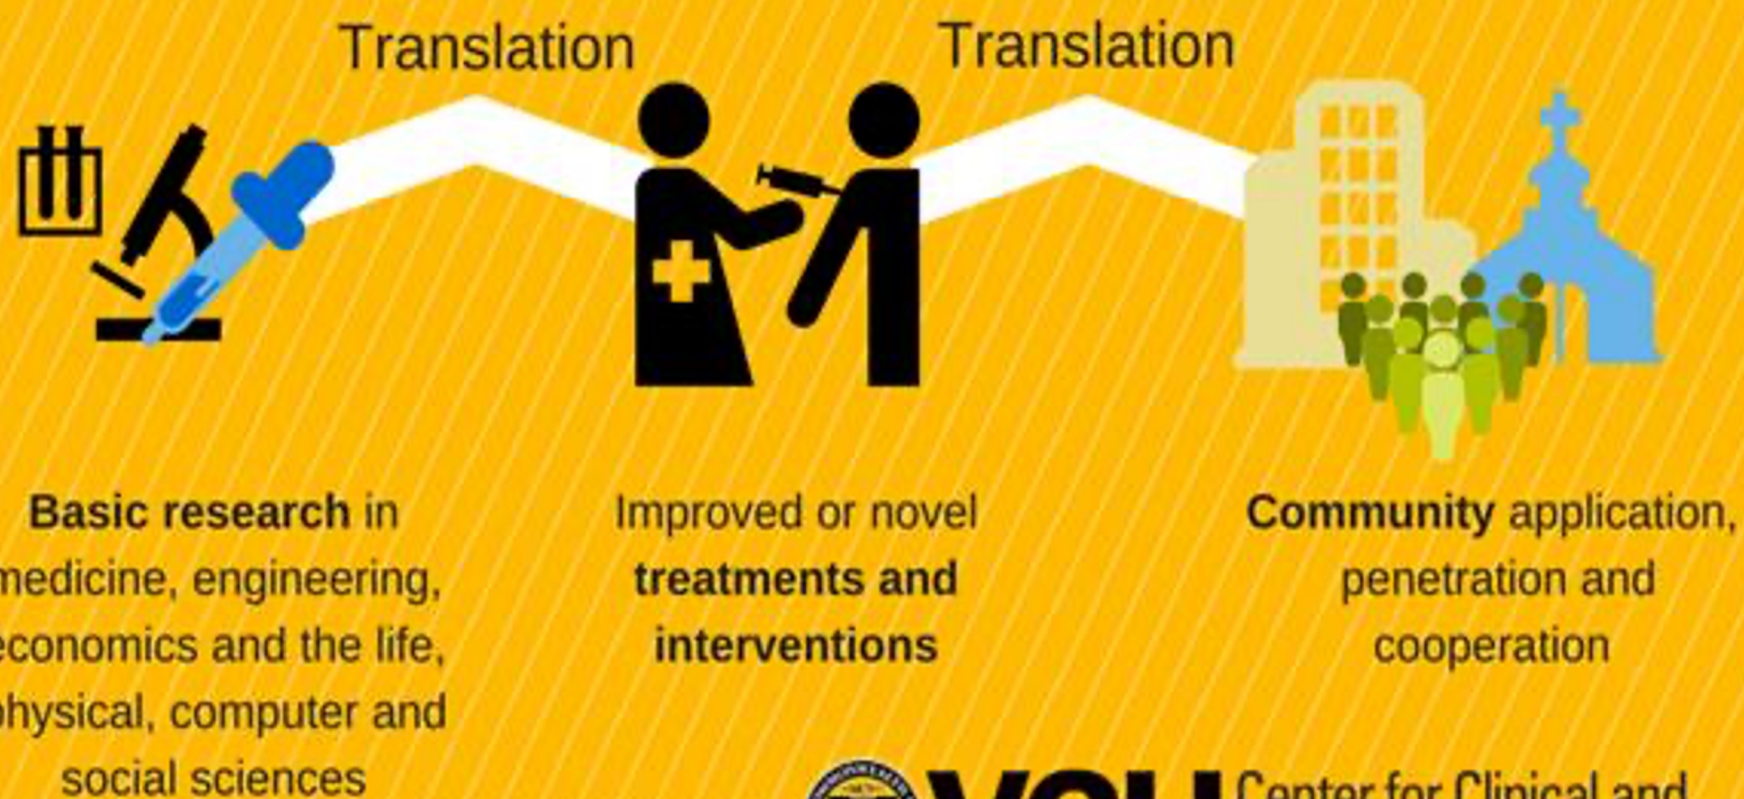 Translation
Translation
Basic research in
medicine, engineering,
economics and the life,
physical, computer and
social sciences
Improved or novel
treatments and
interventions
Community application,
penetration and
cooperation
VCU
Center for Clinical and